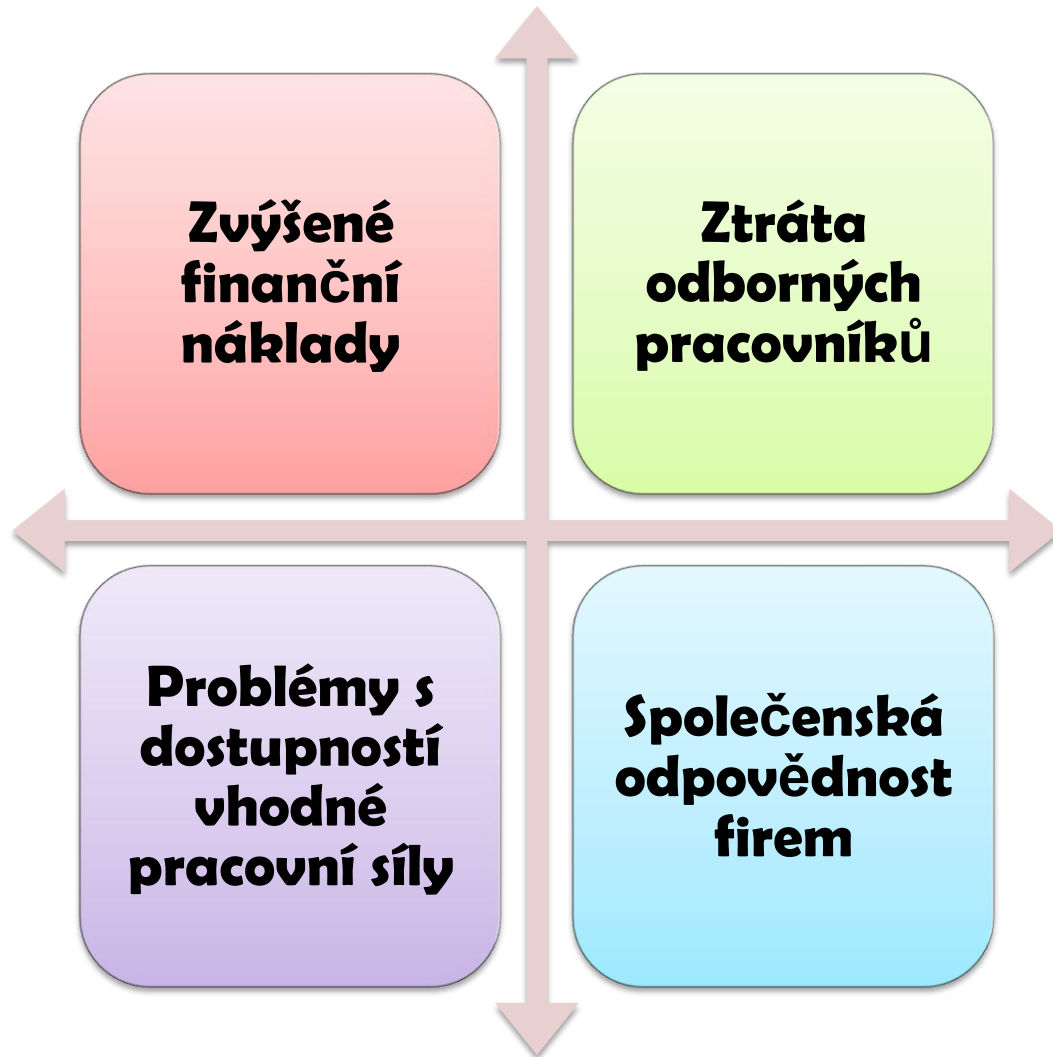 Zvýšené
finanční
náklady
Ztráta
odborných
pracovníků
Problémy s
dostupností
vhodné
pracovní síly
Společenská
odpovědnost
firem